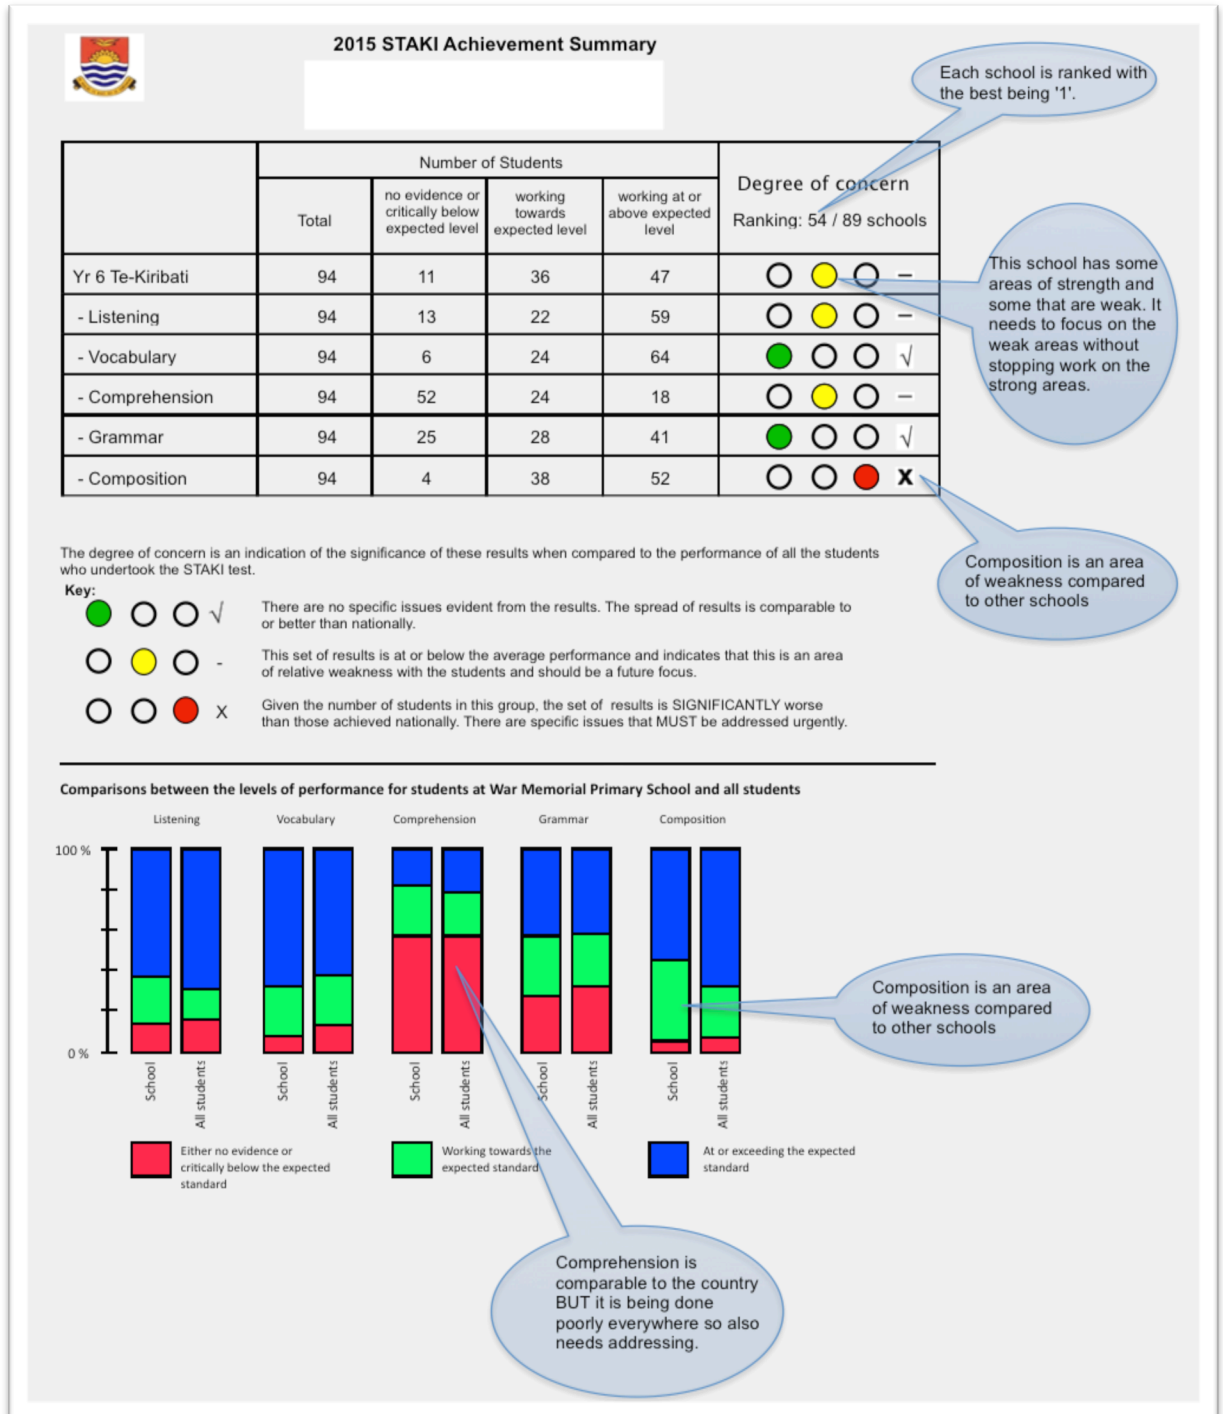 2015 STAKI Achievement Summary
Each school is ranked with
the best being '1'.
Number of Students
Degree of concern
Ranking: 54 / 89 schools
Total
no evidence or
critically below
expected level
working
towards
expected level
working at or
above expected
level
Yr 6 Te-Kiribati 94 11 36 47 –
- Listening 94 13 22 59 –
- Vocabulary 94 6 24 64 √
- Comprehension 94 52 24 18 –
- Grammar 94 25 28 41 √
- Composition 94 4 38 52 X
This school has some
areas of strength and
some that are weak. It
needs to focus on the
weak areas without
stopping work on the
strong areas.
Composition is an area
of weakness compared
to other schools
The degree of concern is an indication of the significance of these results when compared to the performance of all the students
who undertook the STAKI test.
Key:
√ There are no specific issues evident from the results. The spread of results is comparable to
or better than nationally.
- This set of results is at or below the average performance and indicates that this is an area
of relative weakness with the students and should be a future focus.
X Given the number of students in this group, the set of results is SIGNIFICANTLY worse
than those achieved nationally. There are specific issues that MUST be addressed urgently.
Comparisons between the levels of performance for students at War Memorial Primary School and all students
Listening Vocabulary Comprehension Grammar Composition
100 %
0 %
School
All students
School
All students
School
All students
School
All students
School
All students
Composition is an area
of weakness compared
to other schools
Either no evidence or
critically below the expected
standard
Working towards the
expected standard
At or exceeding the expected
standard
Comprehension is
comparable to the country
BUT it is being done
poorly everywhere so also
needs addressing.